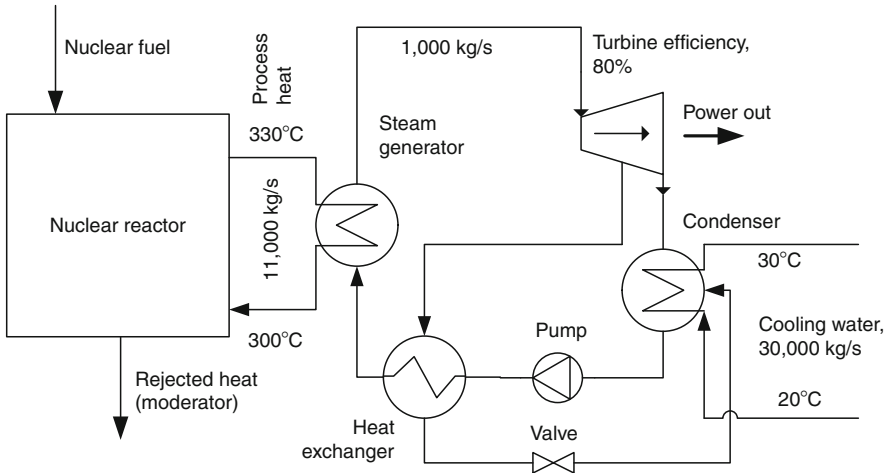 Nuclear fuel
Process
heat
330°C
Nuclear reactor
11,000 kg/s
300°C
Rejected heat
(moderator)
1,000 kg/s
Steam
generator
Turbine efficiency,
80%
Power out
Condenser
30°C
Cooling water,
30,000 kg/s
20°C
Pump
Heat
exchanger
Valve